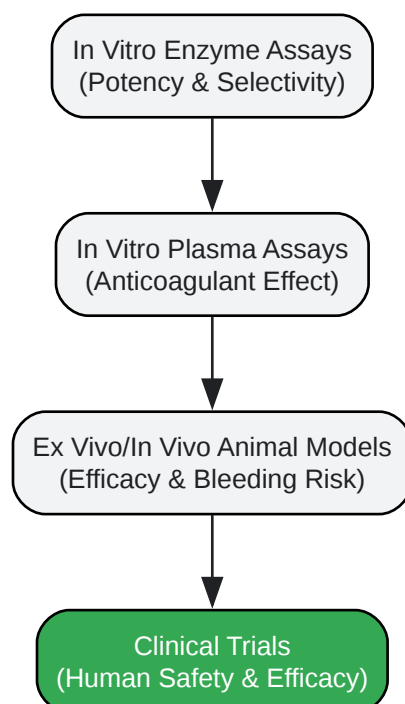 In Vitro Enzyme Assays
(Potency & Selectivity)
In Vitro Plasma Assays
(Anticoagulant Effect)
Ex Vivo/In Vivo Animal Models
(Efficacy & Bleeding Risk)
Clinical Trials
(Human Safety & Efficacy)